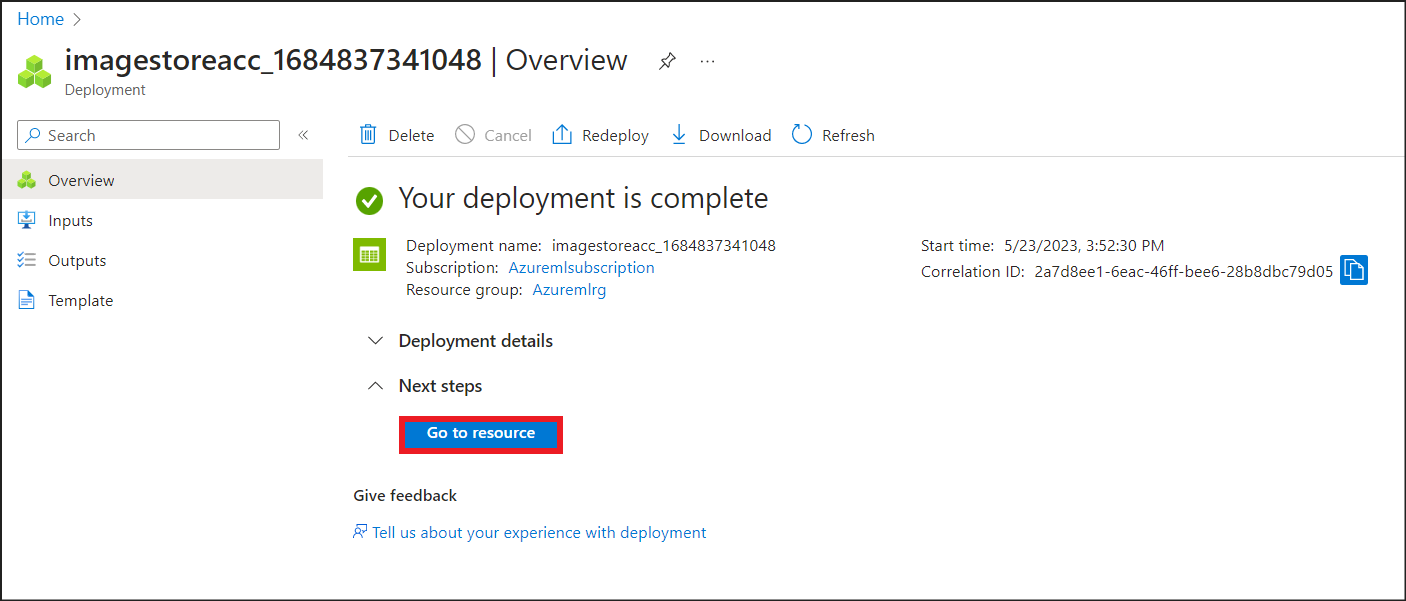 Home
imagestoreacc_1684837341048 | Overview
Deployment
Search
Overview
Inputs
Outputs
Template
Delete Cancel Redeploy Download Refresh
Your deployment is complete
Deployment name: imagestoreacc_1684837341048
Subscription: Azuremlsubscription
Resource group: Azuremlrg
Start time: 5/23/2023, 3:52:30 PM
Correlation ID: 2a7d8ee1-6eac-46ff-bee6-28b8dbc79d05
Deployment details
Next steps
Go to resource
Give feedback
Tell us about your experience with deployment